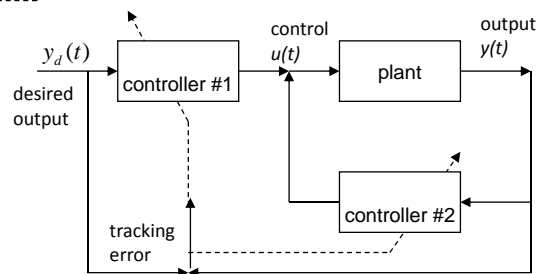 y_d(t)
desired
output
controller #1
control
u(t)
plant
output
y(t)
controller #2
tracking
error